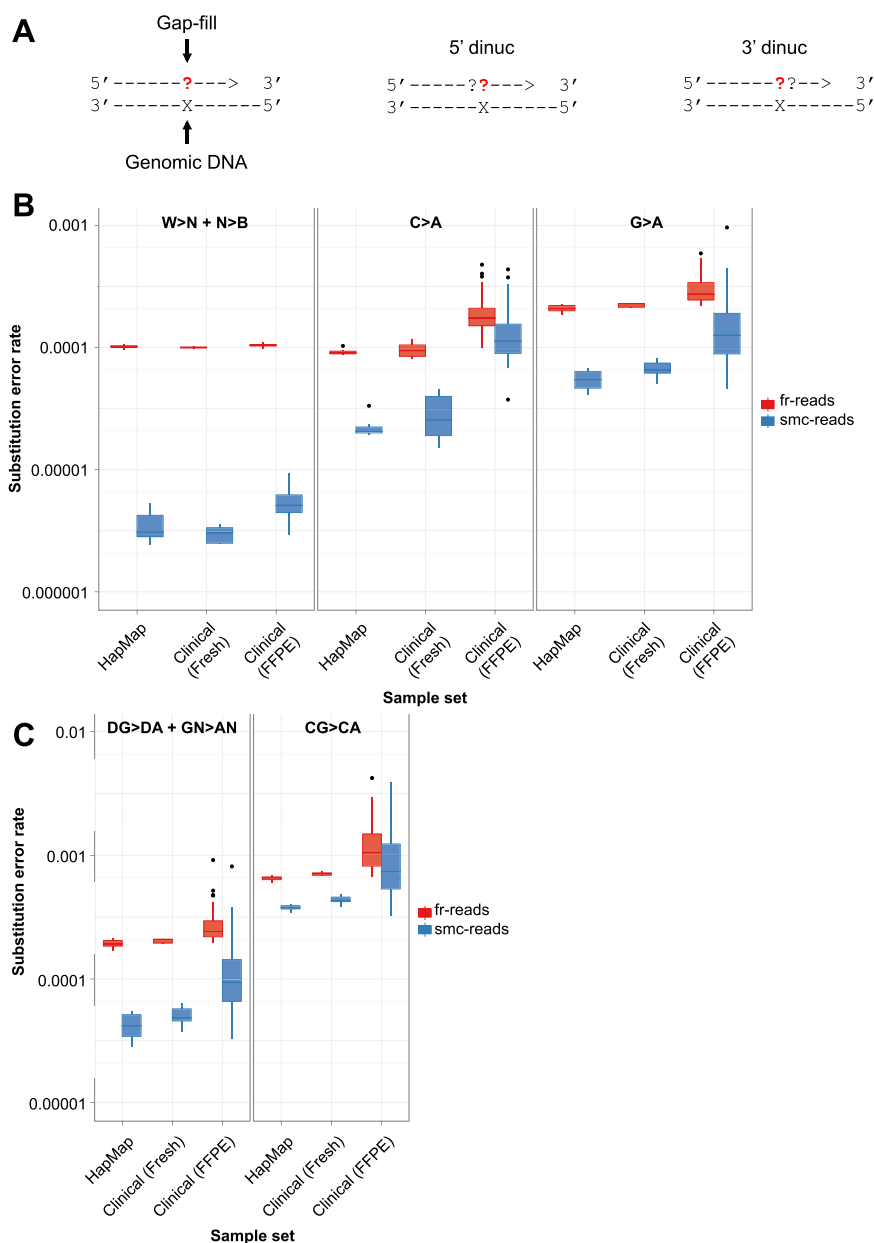 A
Gap-fill
5′ ------?---> 3′
3′ ------X------5′
Genomic DNA
5’ dinuc
5′ -----??---> 3′
3′ ------X------5′
3’ dinuc
5′ ------??--> 3′
3′ ------X------5′
B
W>N + N>B
C>A
G>A
Substitution error rate
0.001
0.0001
0.00001
0.000001
fr-reads
smc-reads
HapMap
Clinical
(Fresh)
Clinical
(FFPE)
HapMap
Clinical
(Fresh)
Clinical
(FFPE)
HapMap
Clinical
(Fresh)
Clinical
(FFPE)
Sample set
C
DG>DA + GN>AN
CG>CA
Substitution error rate
0.01
0.001
0.0001
0.00001
fr-reads
smc-reads
HapMap
Clinical (Fresh)
Clinical (FFPE)
HapMap
Clinical (Fresh)
Clinical (FFPE)
Sample set